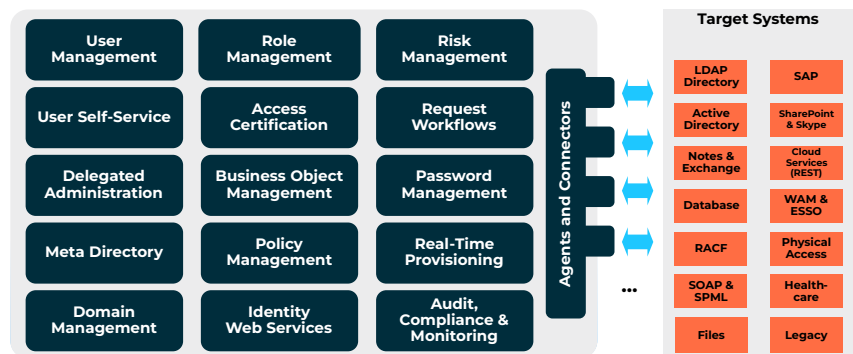 User
Management
Role
Management
Risk
Management
User Self-Service
Access
Certification
Request
Workflows
Delegated
Administration
Business Object
Management
Password
Management
Meta Directory
Policy
Management
Real-Time
Provisioning
Domain
Management
Identity
Web Services
Audit,
Compliance &
Monitoring
Agents and Connectors
...
Target Systems
LDAP
Directory
SAP
Active
Directory
SharePoint
& Skype
Notes &
Exchange
Cloud
Services
(REST)
Database
WAM &
ESSO
RACF
Physical
Access
SOAP &
SPML
Health-
care
Files
Legacy